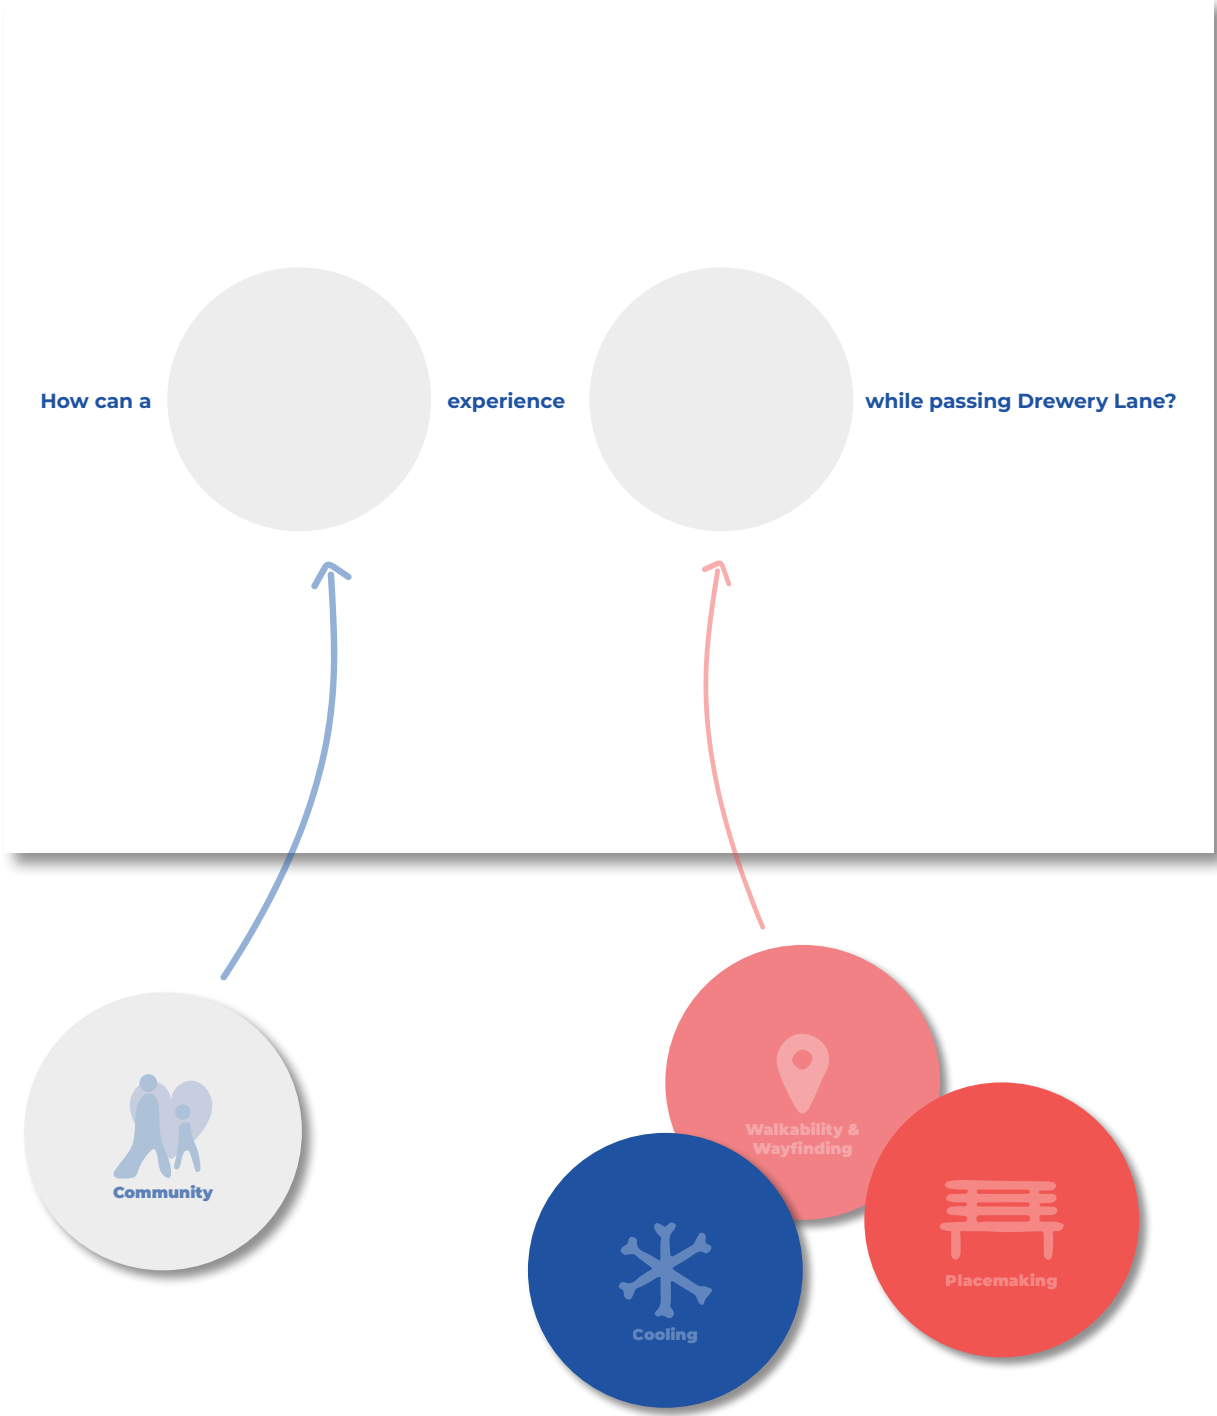 How can a experience while passing Drewery Lane?
Community
Walkability &
Wayfinding
Placemaking
Cooling